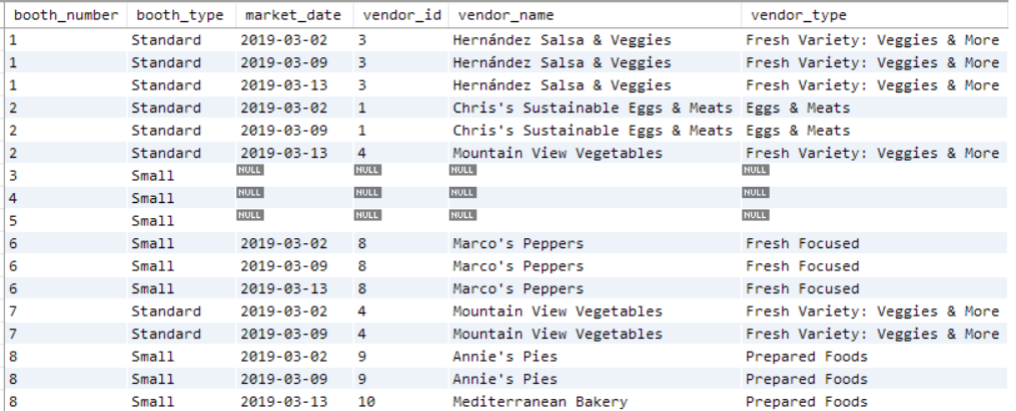 booth_number booth_type market_date vendor_id vendor_name vendor_type
1 Standard 2019-03-02 3 Hernández Salsa & Veggies Fresh Variety: Veggies & More
1 Standard 2019-03-09 3 Hernández Salsa & Veggies Fresh Variety: Veggies & More
1 Standard 2019-03-13 3 Hernández Salsa & Veggies Fresh Variety: Veggies & More
2 Standard 2019-03-02 1 Chris's Sustainable Eggs & Meats Eggs & Meats
2 Standard 2019-03-09 1 Chris's Sustainable Eggs & Meats Eggs & Meats
2 Standard 2019-03-13 4 Mountain View Vegetables Fresh Variety: Veggies & More
3 Small NULL NULL NULL NULL
4 Small NULL NULL NULL NULL
5 Small NULL NULL NULL NULL
6 Small 2019-03-02 8 Marco's Peppers Fresh Focused
6 Small 2019-03-09 8 Marco's Peppers Fresh Focused
6 Small 2019-03-13 8 Marco's Peppers Fresh Focused
7 Standard 2019-03-02 4 Mountain View Vegetables Fresh Variety: Veggies & More
7 Standard 2019-03-09 4 Mountain View Vegetables Fresh Variety: Veggies & More
8 Small 2019-03-02 9 Annie's Pies Prepared Foods
8 Small 2019-03-09 9 Annie's Pies Prepared Foods
8 Small 2019-03-13 10 Mediterranean Bakery Prepared Foods